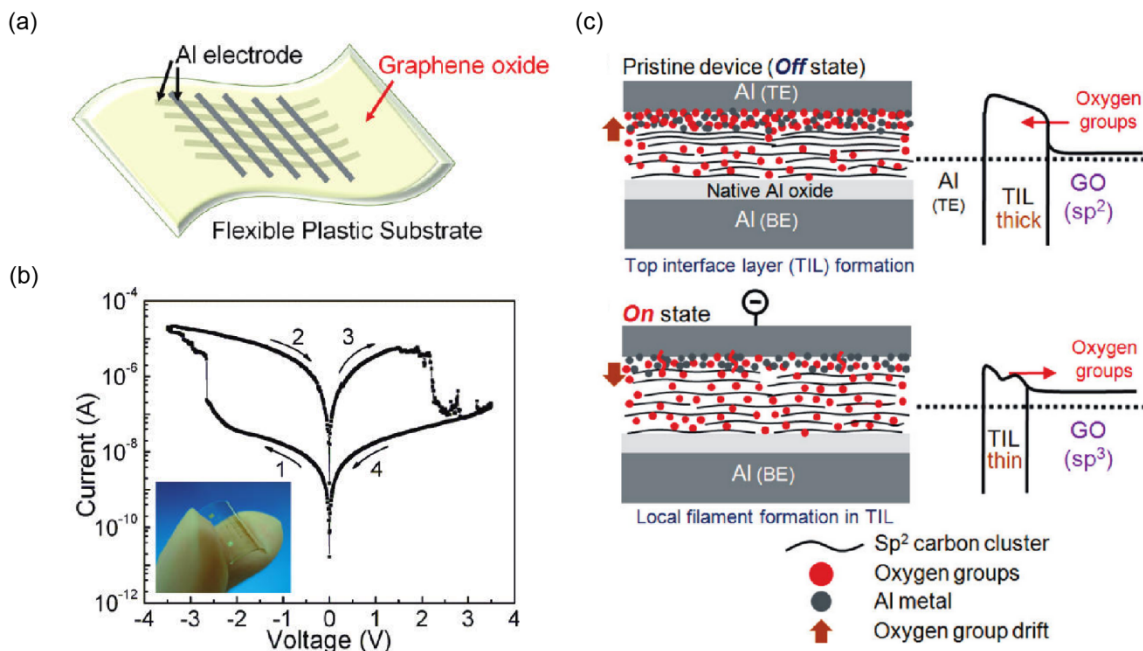 (a)
Al electrode
Graphene oxide
Flexible Plastic Substrate
(b)
10⁻⁴
10⁻⁶
10⁻⁸
10⁻¹⁰
10⁻¹²
Current (A)
1
2
3
4
-4 -3 -2 -1 0 1 2 3 4
Voltage (V)
(c)
Pristine device (Off state)
Al (TE)
Native Al oxide
Al (BE)
Top interface layer (TIL) formation
Oxygen
groups
Al
(TE)
TIL
thick
GO
(sp²)
On state
Al (BE)
Local filament formation in TIL
Oxygen
groups
TIL
thin
GO
(sp³)
Sp² carbon cluster
Oxygen groups
Al metal
Oxygen group drift